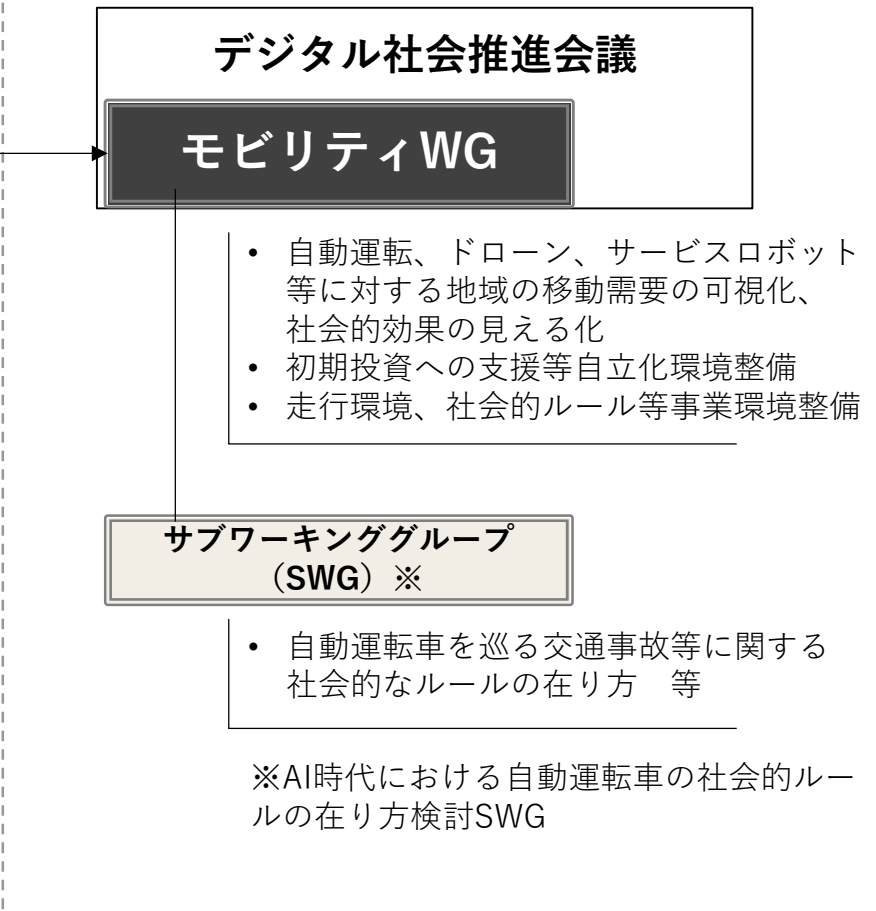 デジタル社会推進会議
モビリティWG
• 自動運転、ドローン、サービスロボット
等に対する地域の移動需要の可視化、
社会的効果の見える化
• 初期投資への支援等自立化環境整備
• 走行環境、社会的ルール等事業環境整備
サブワーキンググループ
（SWG）※
• 自動運転車を巡る交通事故等に関する
社会的なルールの在り方　等
※AI時代における自動運転車の社会的ルー
ルの在り方検討SWG